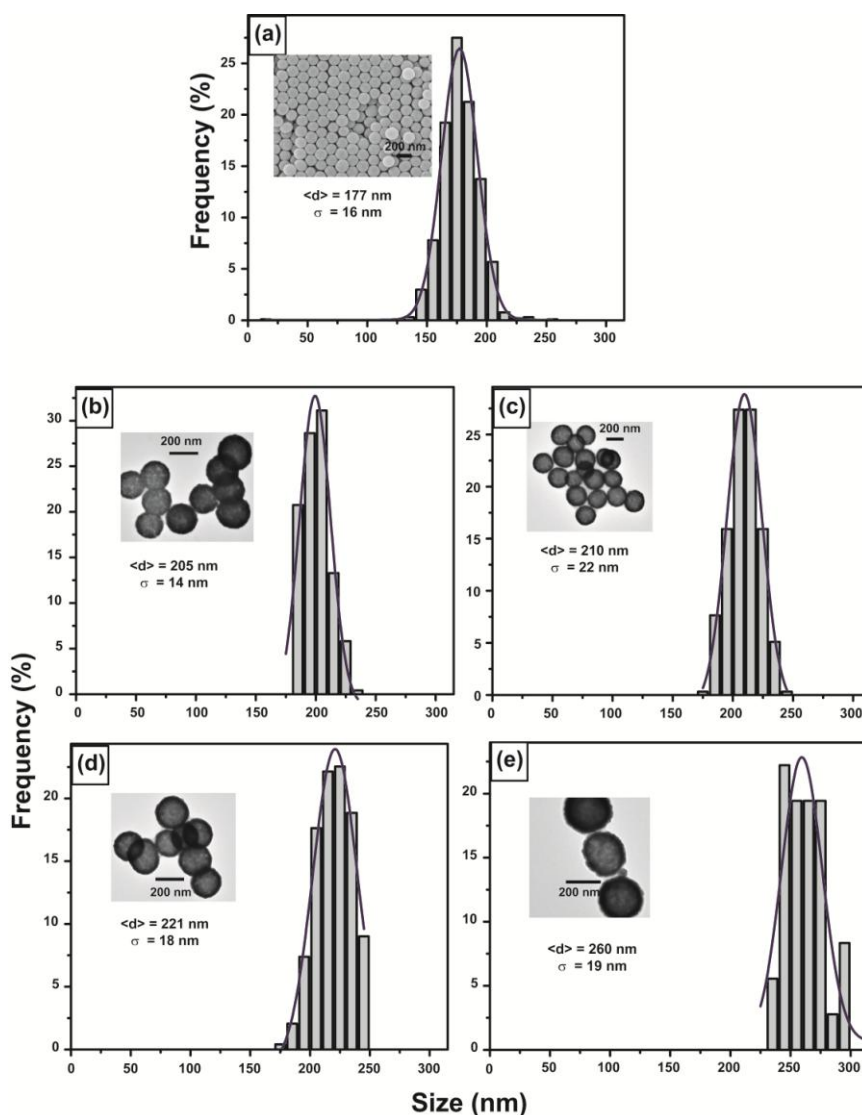 (a)
25
20
15
10
5
0
200 nm
<d> = 177 nm
σ = 16 nm
Frequency (%)
0 50 100 150 200 250 300
(b)
30
25
20
15
10
5
0
200 nm
<d> = 205 nm
σ = 14 nm
0 50 100 150 200 250 300
(c)
25
20
15
10
5
0
200 nm
<d> = 210 nm
σ = 22 nm
0 50 100 150 200 250 300
Frequency (%)
(d)
20
15
10
5
0
200 nm
<d> = 221 nm
σ = 18 nm
0 50 100 150 200 250 300
(e)
20
15
10
5
0
200 nm
<d> = 260 nm
σ = 19 nm
0 50 100 150 200 250 300
Size (nm)